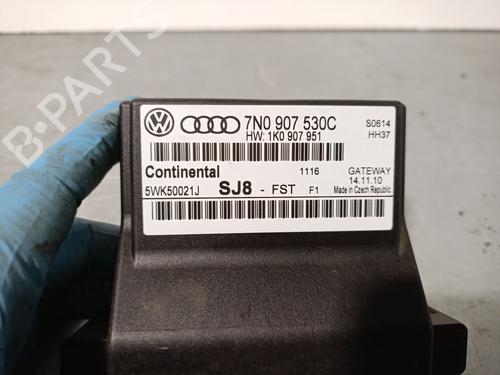 B-PARTS
7N0 907 530C
HW: 1K0 907 951
S0614
HH37
Continental
1116
GATEWAY
14.11.10
5WK50021J
SJ8 - FST
F1
Made in Czech Republic